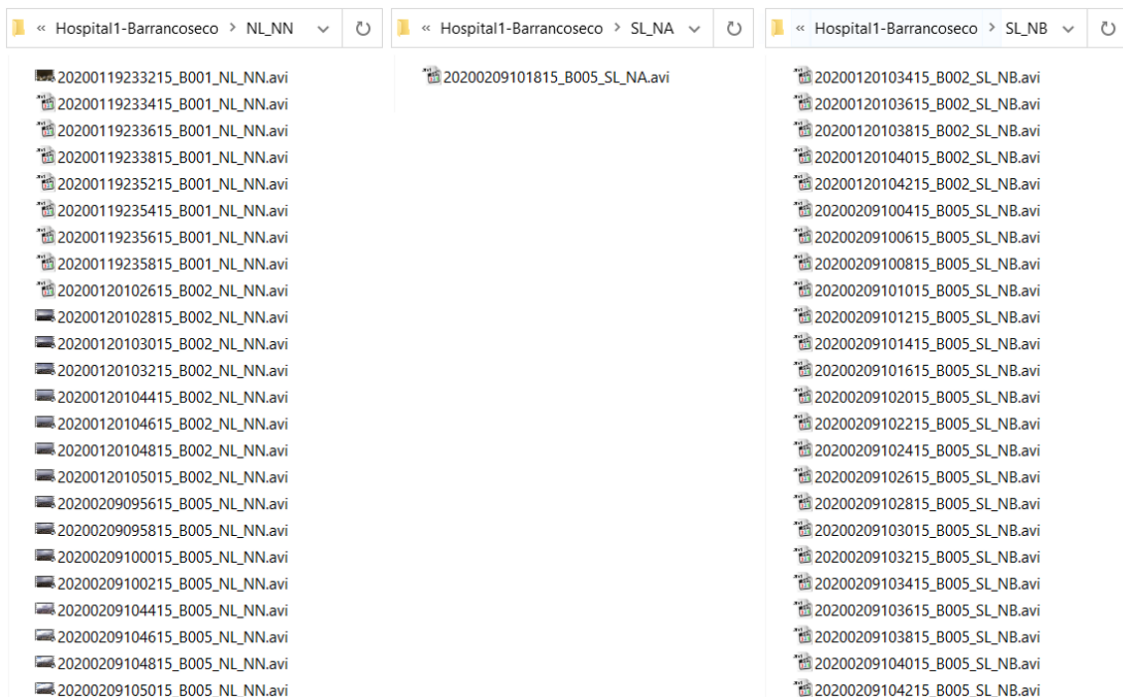 « Hospital1-Barrancoseco > NL_NN
20200119233215_B001_NL_NN.avi
20200119233415_B001_NL_NN.avi
20200119233615_B001_NL_NN.avi
20200119233815_B001_NL_NN.avi
20200119235215_B001_NL_NN.avi
20200119235415_B001_NL_NN.avi
20200119235615_B001_NL_NN.avi
20200119235815_B001_NL_NN.avi
20200120102615_B002_NL_NN.avi
20200120102815_B002_NL_NN.avi
20200120103015_B002_NL_NN.avi
20200120103215_B002_NL_NN.avi
20200120104415_B002_NL_NN.avi
20200120104615_B002_NL_NN.avi
20200120104815_B002_NL_NN.avi
20200120105015_B002_NL_NN.avi
20200209095615_B005_NL_NN.avi
20200209095815_B005_NL_NN.avi
20200209100015_B005_NL_NN.avi
20200209100215_B005_NL_NN.avi
20200209104415_B005_NL_NN.avi
20200209104615_B005_NL_NN.avi
20200209104815_B005_NL_NN.avi
20200209105015_B005_NL_NN.avi
« Hospital1-Barrancoseco > SL_NA
20200209101815_B005_SL_NA.avi
« Hospital1-Barrancoseco > SL_NB
20200120103415_B002_SL_NB.avi
20200120103615_B002_SL_NB.avi
20200120103815_B002_SL_NB.avi
20200120104015_B002_SL_NB.avi
20200120104215_B002_SL_NB.avi
20200209100415_B005_SL_NB.avi
20200209100615_B005_SL_NB.avi
20200209100815_B005_SL_NB.avi
20200209101015_B005_SL_NB.avi
20200209101215_B005_SL_NB.avi
20200209101415_B005_SL_NB.avi
20200209101615_B005_SL_NB.avi
20200209102015_B005_SL_NB.avi
20200209102215_B005_SL_NB.avi
20200209102415_B005_SL_NB.avi
20200209102615_B005_SL_NB.avi
20200209102815_B005_SL_NB.avi
20200209103015_B005_SL_NB.avi
20200209103215_B005_SL_NB.avi
20200209103415_B005_SL_NB.avi
20200209103615_B005_SL_NB.avi
20200209103815_B005_SL_NB.avi
20200209104015_B005_SL_NB.avi
20200209104215_B005_SL_NB.avi